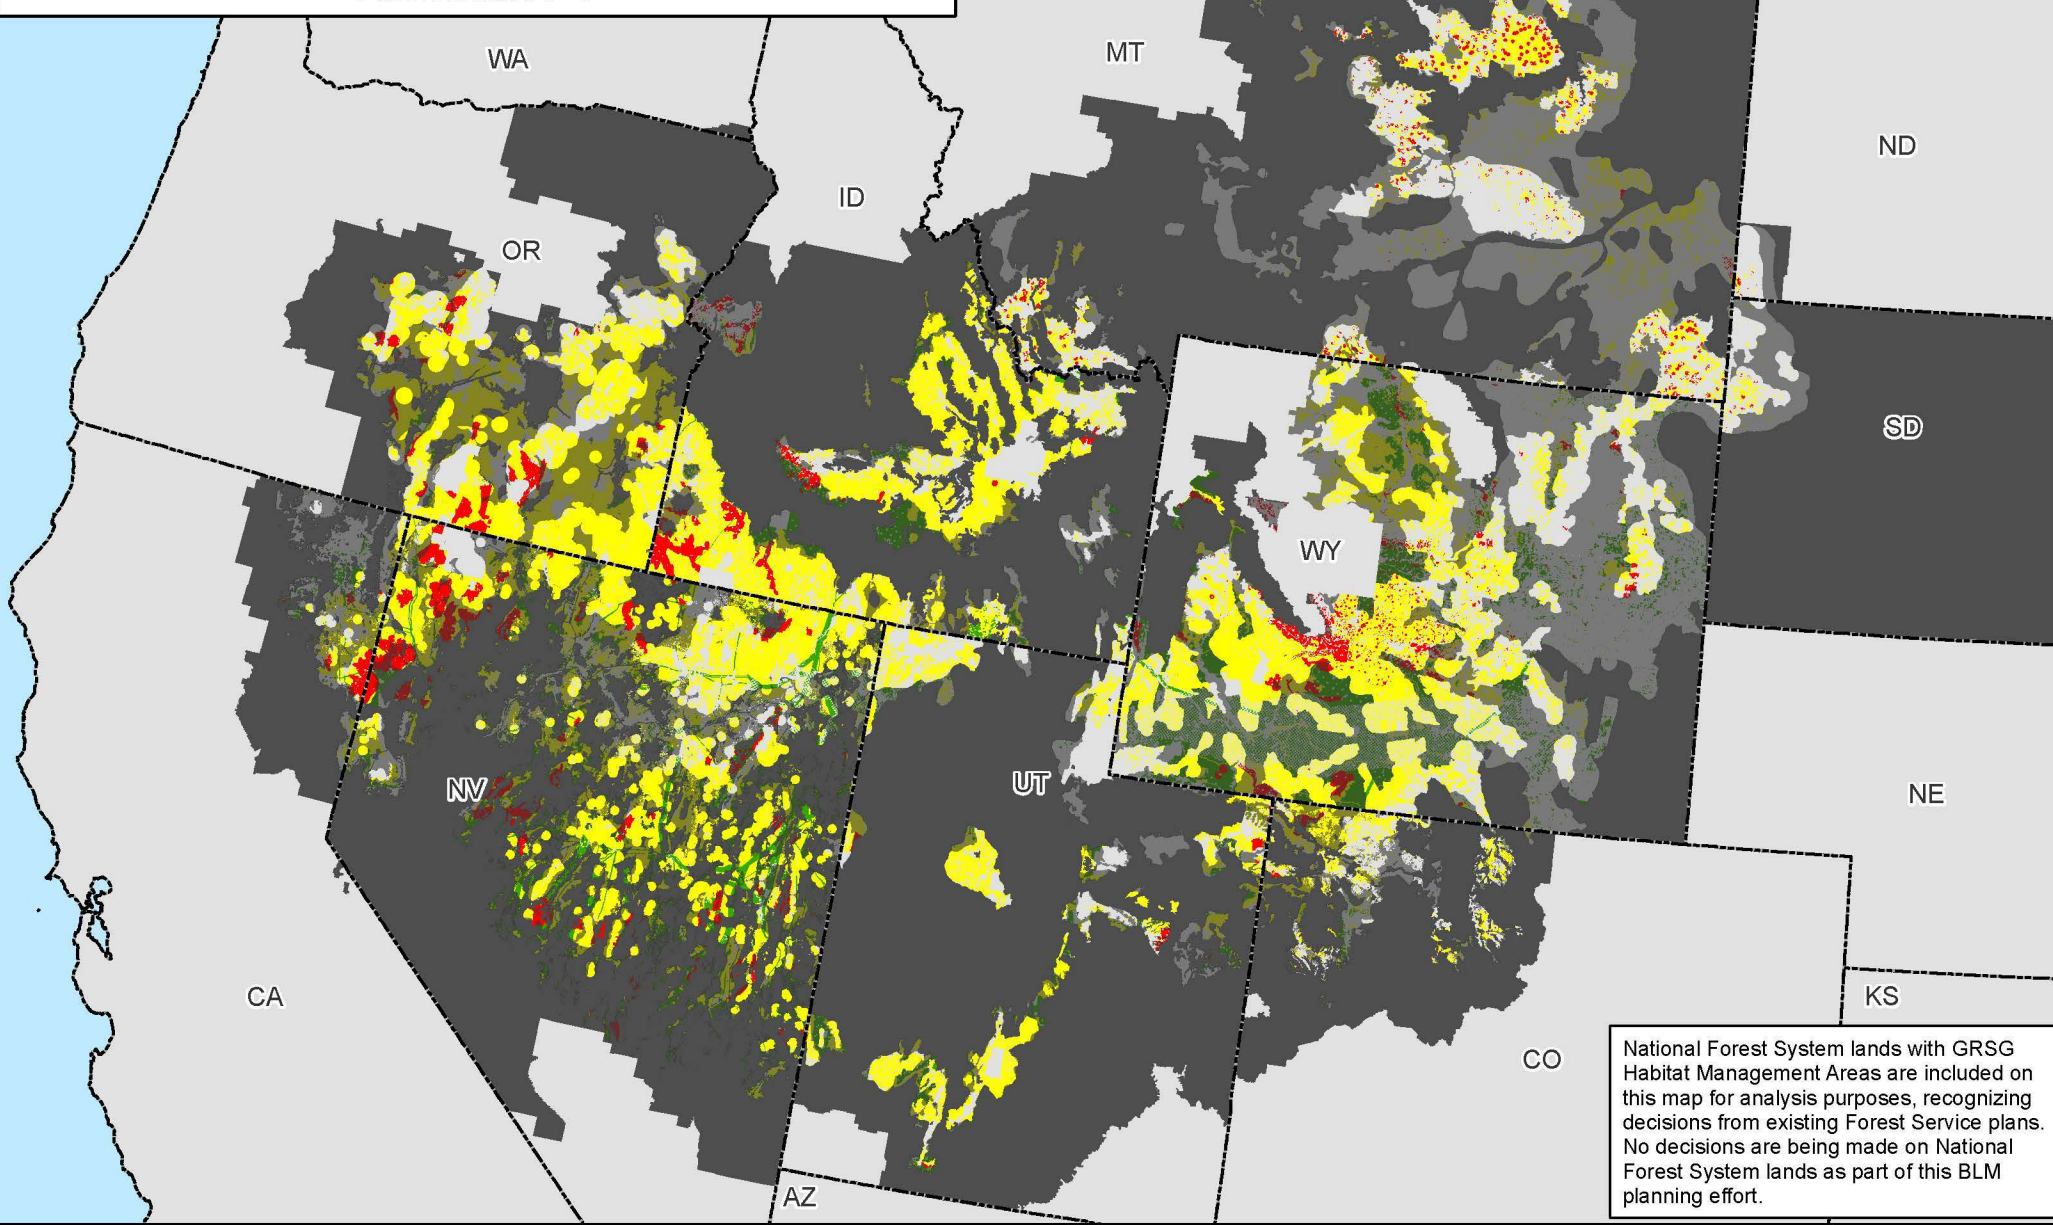 WA
MT
ND
ID
OR
SD
WY
NV
UT
NE
CA
KS
CO
AZ
National Forest System lands with GRSG
Habitat Management Areas are included on
this map for analysis purposes, recognizing
decisions from existing Forest Service plans.
No decisions are being made on National
Forest System lands as part of this BLM
planning effort.